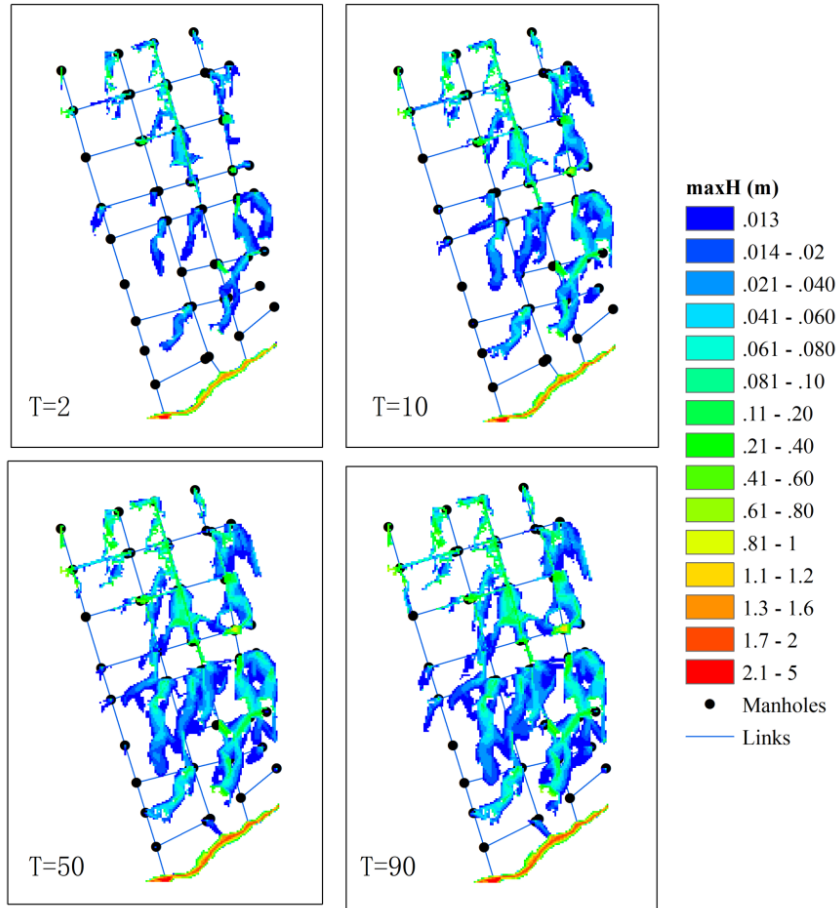 T=2
T=10
T=50
T=90
maxH (m)
.013
.014 - .02
.021 - .040
.041 - .060
.061 - .080
.081 - .10
.11 - .20
.21 - .40
.41 - .60
.61 - .80
.81 - 1
1.1 - 1.2
1.3 - 1.6
1.7 - 2
2.1 - 5
Manholes
Links